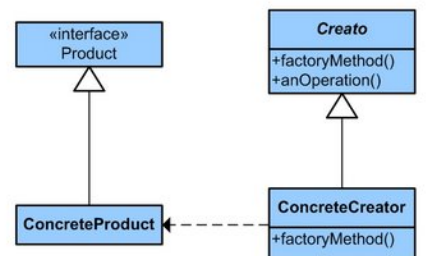 «interface»
Product
Creato
+factoryMethod()
+anOperation()
ConcreteProduct
ConcreteCreator
+factoryMethod()